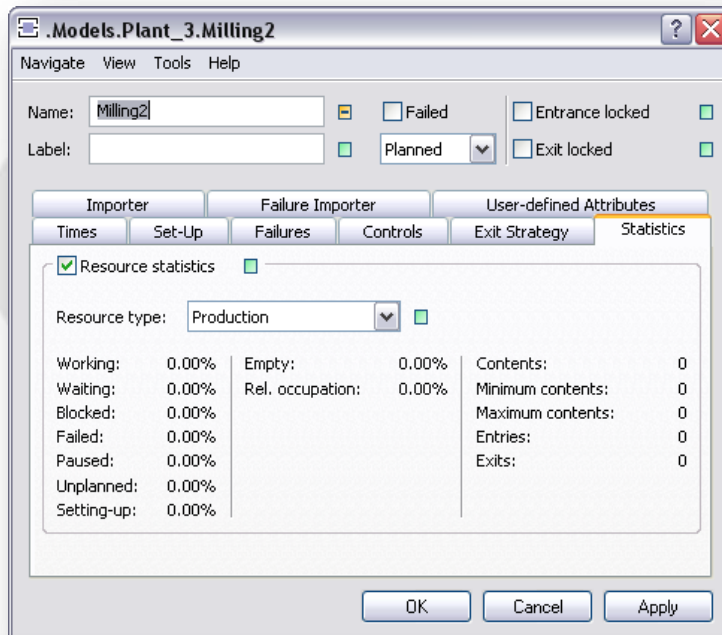 .Models.Plant_3.Milling2
?
Navigate View Tools Help
Name: Milling2 Failed Entrance locked
Label: Planned Exit locked
Importer Failure Importer User-defined Attributes
Times Set-Up Failures Controls Exit Strategy Statistics
Resource statistics
Resource type: Production
Working: 0.00% Empty: 0.00% Contents: 0
Waiting: 0.00% Rel. occupation: 0.00% Minimum contents: 0
Blocked: 0.00% Maximum contents: 0
Failed: 0.00% Entries: 0
Paused: 0.00% Exits: 0
Unplanned: 0.00%
Setting-up: 0.00%
OK Cancel Apply